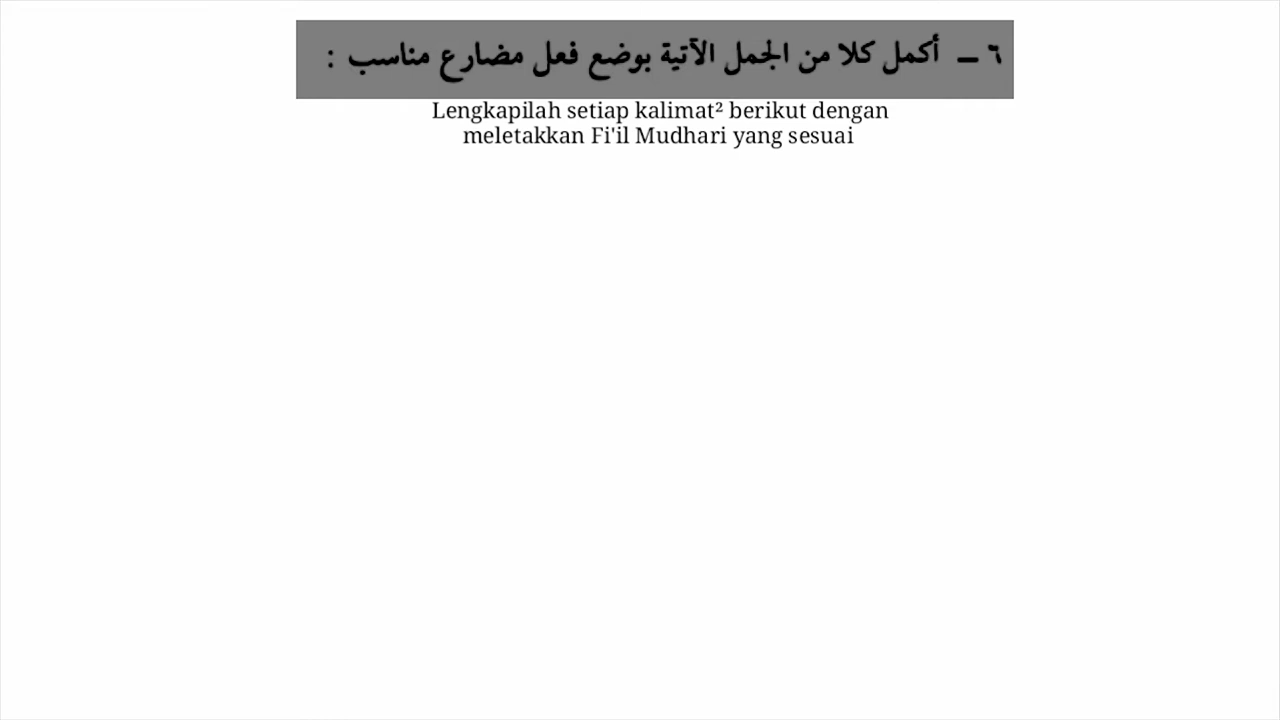 ٦ ــ أكمل كلا من الجمل الآتية بوضع فعل مضارع مناسب :
Lengkapilah setiap kalimat² berikut dengan
meletakkan Fi'il Mudhari yang sesuai